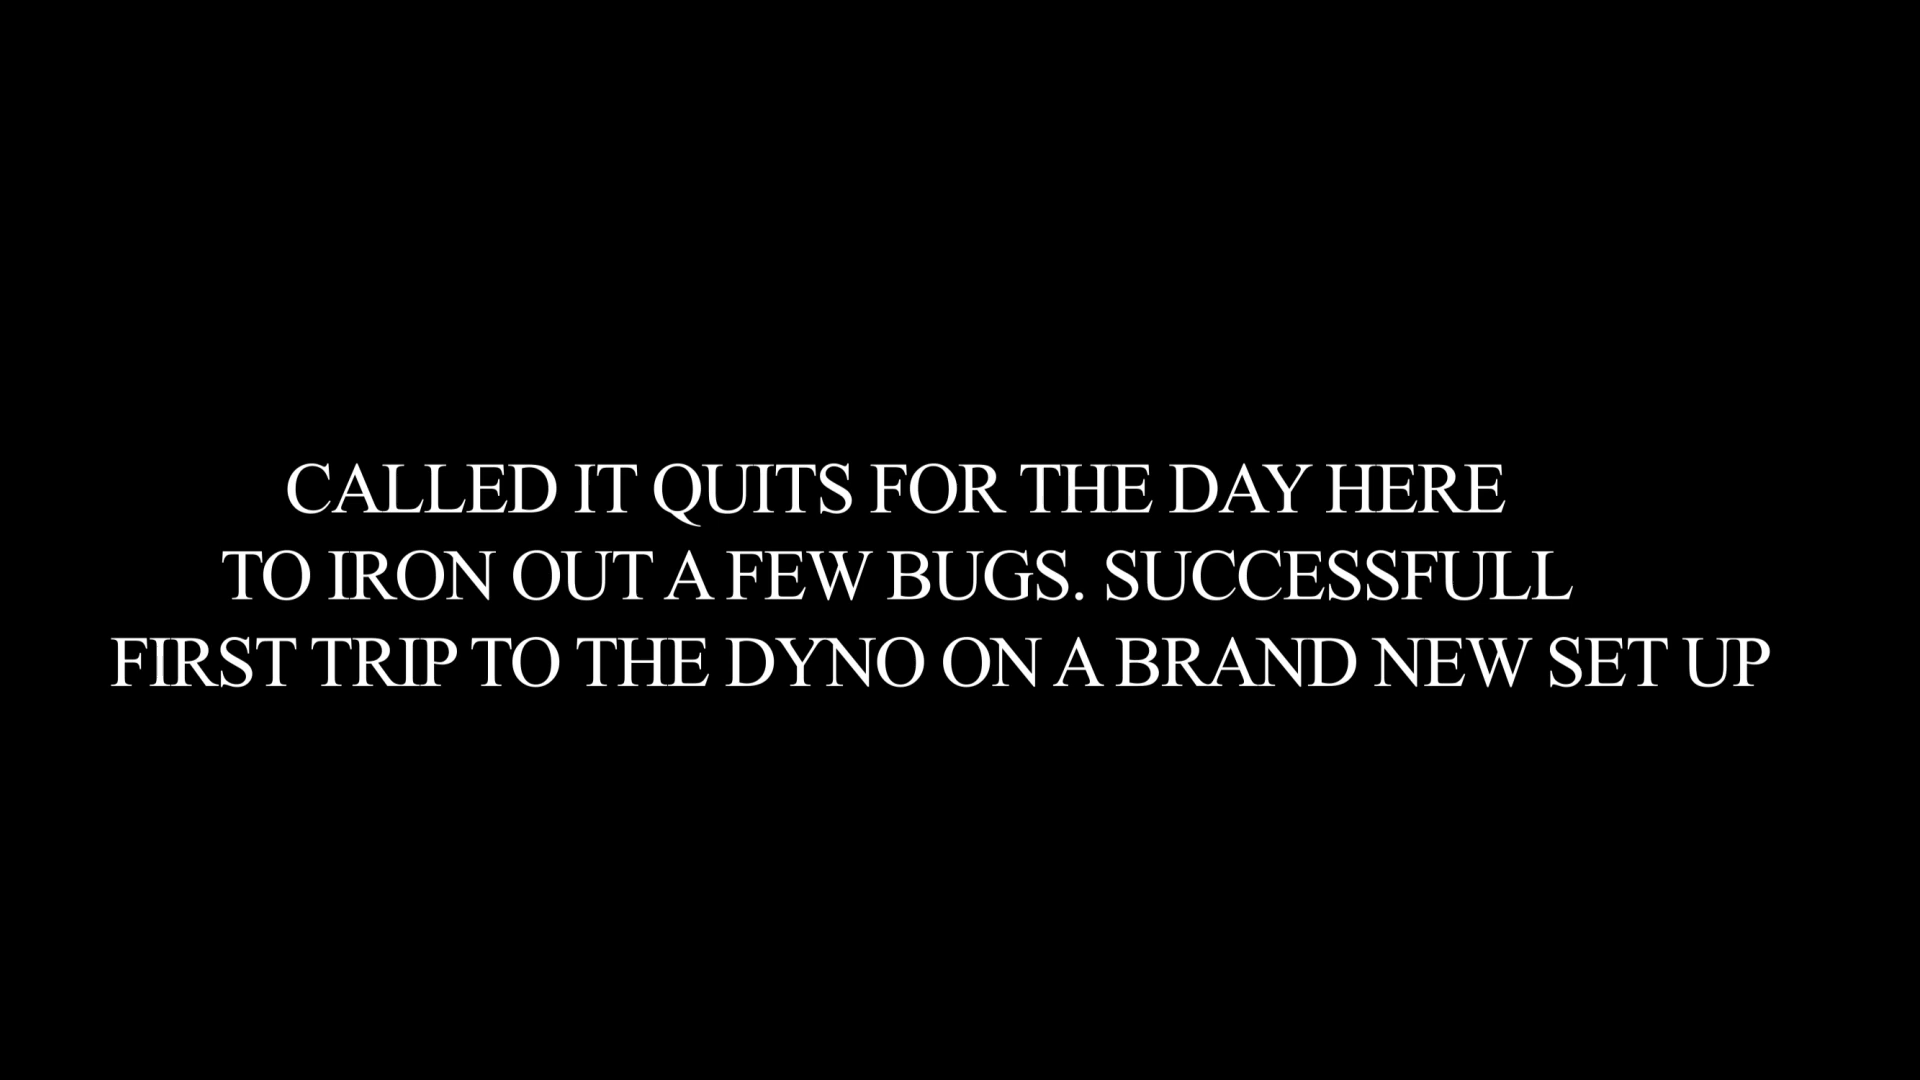 CALLED IT QUITS FOR THE DAY HERE
TO IRON OUT A FEW BUGS. SUCCESSFULL
FIRST TRIP TO THE DYNO ON A BRAND NEW SET UP